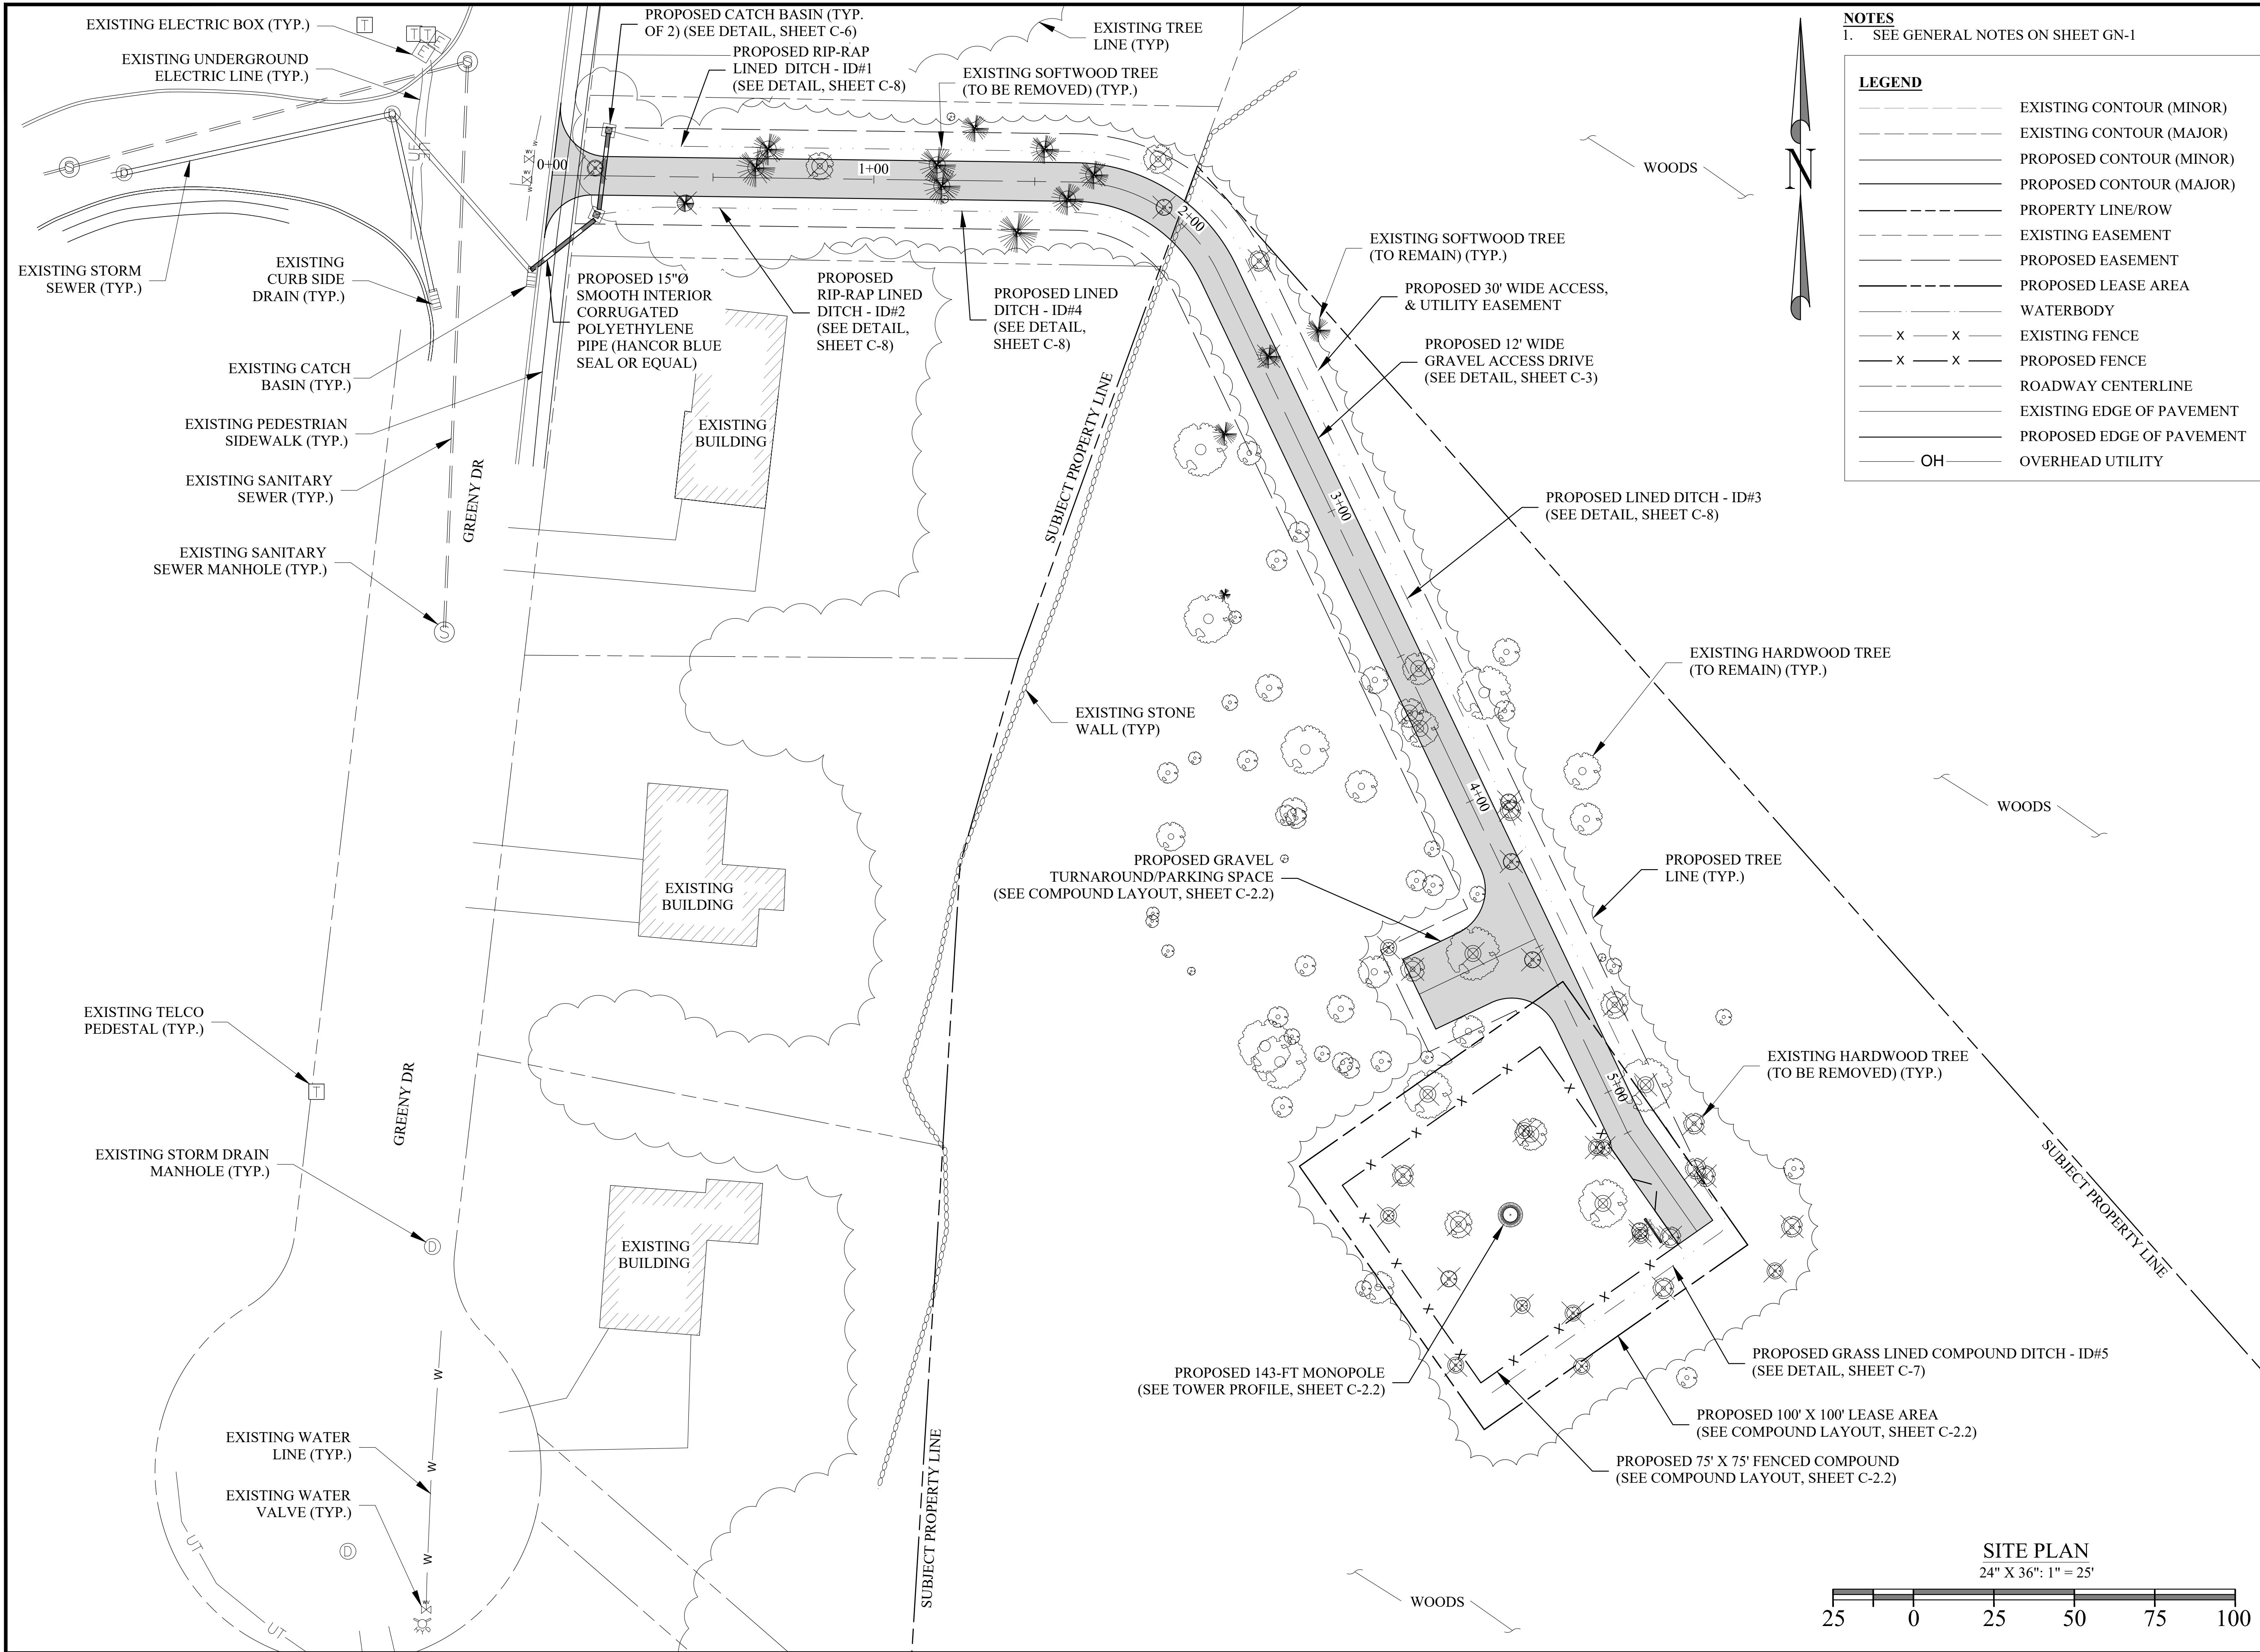 EXISTING ELECTRIC BOX (TYP.)
T
T
T
E
E
EXISTING UNDERGROUND
ELECTRIC LINE (TYP.)
PROPOSED CATCH BASIN (TYP.
OF 2) (SEE DETAIL, SHEET C-6)
PROPOSED RIP-RAP
LINED DITCH - ID#1
(SEE DETAIL, SHEET C-8)
EXISTING TREE
LINE (TYP)
EXISTING SOFTWOOD TREE
(TO BE REMOVED) (TYP.)
NOTES
1. SEE GENERAL NOTES ON SHEET GN-1
N
LEGEND
EXISTING CONTOUR (MINOR)
EXISTING CONTOUR (MAJOR)
PROPOSED CONTOUR (MINOR)
PROPOSED CONTOUR (MAJOR)
PROPERTY LINE/ROW
EXISTING EASEMENT
PROPOSED EASEMENT
PROPOSED LEASE AREA
WATERBODY
X X EXISTING FENCE
X X PROPOSED FENCE
ROADWAY CENTERLINE
EXISTING EDGE OF PAVEMENT
PROPOSED EDGE OF PAVEMENT
OH OVERHEAD UTILITY
S
S
D
D
WV
WV
W
W
0+00
1+00
2+00
3+00
4+00
5+00
WOODS
EXISTING STORM
SEWER (TYP.)
EXISTING
CURB SIDE
DRAIN (TYP.)
PROPOSED 15"Ø
SMOOTH INTERIOR
CORRUGATED
POLYETHYLENE
PIPE (HANCOR BLUE
SEAL OR EQUAL)
PROPOSED
RIP-RAP LINED
DITCH - ID#2
(SEE DETAIL,
SHEET C-8)
PROPOSED LINED
DITCH - ID#4
(SEE DETAIL,
SHEET C-8)
EXISTING SOFTWOOD TREE
(TO REMAIN) (TYP.)
PROPOSED 30' WIDE ACCESS,
& UTILITY EASEMENT
PROPOSED 12' WIDE
GRAVEL ACCESS DRIVE
(SEE DETAIL, SHEET C-3)
EXISTING CATCH
BASIN (TYP.)
EXISTING PEDESTRIAN
SIDEWALK (TYP.)
EXISTING
BUILDING
SUBJECT PROPERTY LINE
EXISTING SANITARY
SEWER (TYP.)
GREENY DR
PROPOSED LINED DITCH - ID#3
(SEE DETAIL, SHEET C-8)
EXISTING SANITARY
SEWER MANHOLE (TYP.)
S
EXISTING HARDWOOD TREE
(TO REMAIN) (TYP.)
EXISTING STONE
WALL (TYP)
WOODS
PROPOSED GRAVEL
TURNAROUND/PARKING SPACE
(SEE COMPOUND LAYOUT, SHEET C-2.2)
PROPOSED TREE
LINE (TYP.)
EXISTING
BUILDING
EXISTING TELCO
PEDESTAL (TYP.)
T
GREENY DR
EXISTING HARDWOOD TREE
(TO BE REMOVED) (TYP.)
EXISTING STORM DRAIN
MANHOLE (TYP.)
D
EXISTING
BUILDING
SUBJECT PROPERTY LINE
PROPOSED 143-FT MONOPOLE
(SEE TOWER PROFILE, SHEET C-2.2)
PROPOSED GRASS LINED COMPOUND DITCH - ID#5
(SEE DETAIL, SHEET C-7)
PROPOSED 100' X 100' LEASE AREA
(SEE COMPOUND LAYOUT, SHEET C-2.2)
PROPOSED 75' X 75' FENCED COMPOUND
(SEE COMPOUND LAYOUT, SHEET C-2.2)
EXISTING WATER
LINE (TYP.)
EXISTING WATER
VALVE (TYP.)
W
W
W
WV
D
UT
UT
SUBJECT PROPERTY LINE
WOODS
SITE PLAN
24" X 36": 1" = 25'
25 0 25 50 75 100